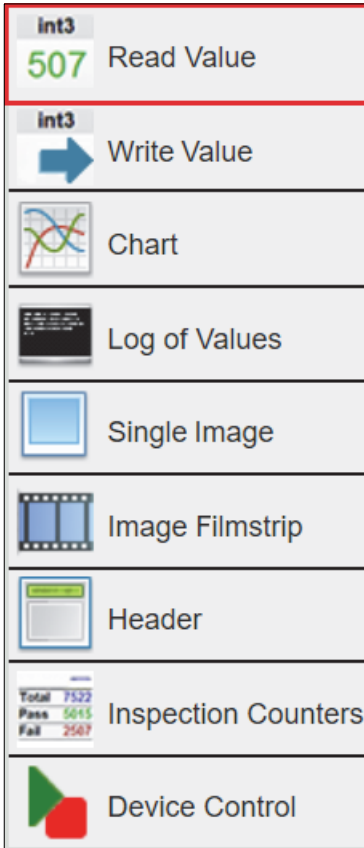 int3
507
Read Value
int3
Write Value
Chart
Log of Values
Single Image
Image Filmstrip
Header
Total 7522
Pass 5015
Fail 2507
Inspection Counters
Device Control